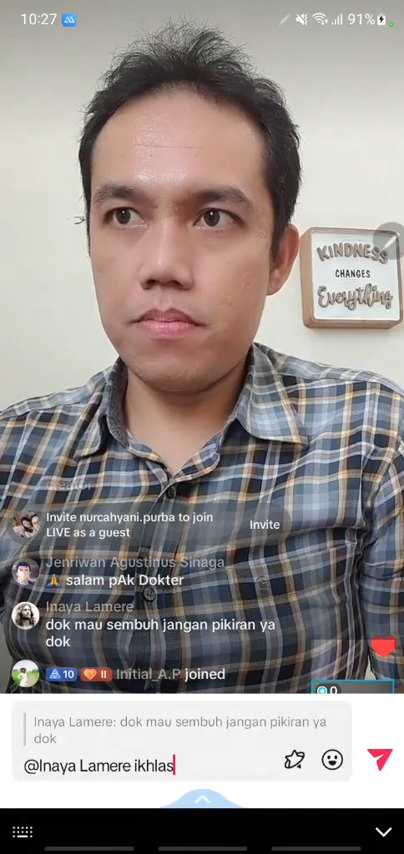 10:27
91%
KINDNESS
CHANGES
Everything
Invite nurcahyani.purba to join
LIVE as a guest
Invite
Jenriwan Agustinus Sinaga
🙏 salam pAk Dokter
Inaya Lamere
dok mau sembuh jangan pikiran ya
dok
10 II Initial_A.P joined
0
Inaya Lamere: dok mau sembuh jangan pikiran ya
dok
@Inaya Lamere ikhlas